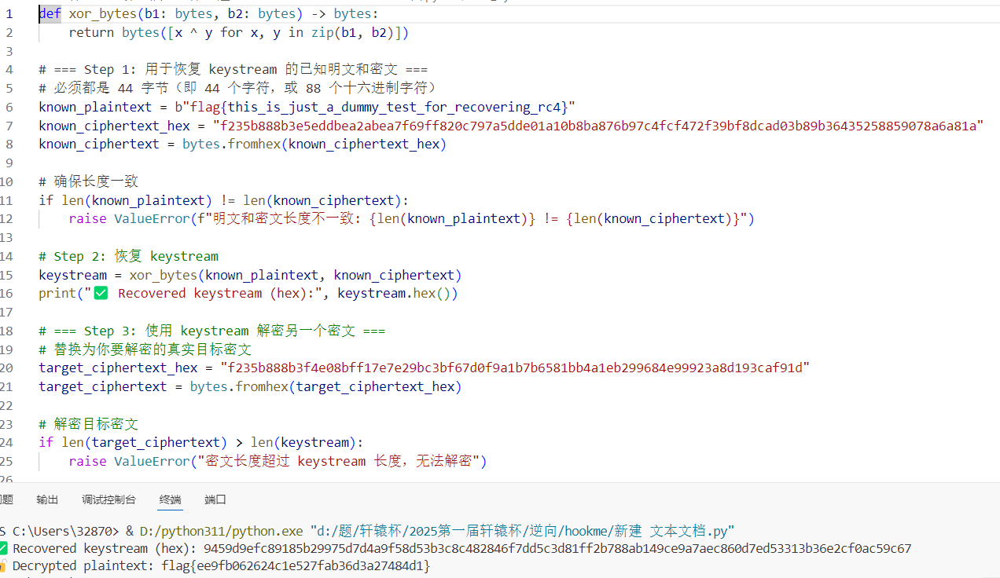 1 def xor_bytes(b1: bytes, b2: bytes) -> bytes:
2 return bytes([x ^ y for x, y in zip(b1, b2)])
3
4 # === Step 1: 用于恢复 keystream 的已知明文和密文 ===
5 # 必须都是 44 字节（即 44 个字符，或 88 个十六进制字符）
6 known_plaintext = b"flag{this_is_just_a_dummy_test_for_recovering_rc4}"
7 known_ciphertext_hex = "f235b888b3e5eddbea2abea7f69ff820c797a5dde01a10b8ba876b97c4fcf472f39bf8dcad03b89b36435258859078a6a81a"
8 known_ciphertext = bytes.fromhex(known_ciphertext_hex)
9
10 # 确保长度一致
11 if len(known_plaintext) != len(known_ciphertext):
12 raise ValueError(f"明文和密文长度不一致: {len(known_plaintext)} != {len(known_ciphertext)}")
13
14 # Step 2: 恢复 keystream
15 keystream = xor_bytes(known_plaintext, known_ciphertext)
16 print("✅ Recovered keystream (hex):", keystream.hex())
17
18 # === Step 3: 使用 keystream 解密另一个密文 ===
19 # 替换为你要解密的真实目标密文
20 target_ciphertext_hex = "f235b888b3f4e08bff17e7e29bc3bf67d0f9a1b7b6581bb4a1eb299684e99923a8d193caf91d"
21 target_ciphertext = bytes.fromhex(target_ciphertext_hex)
22
23 # 解密目标密文
24 if len(target_ciphertext) > len(keystream):
25 raise ValueError("密文长度超过 keystream 长度，无法解密")
26
题 输出 调试控制台 终端 端口
S C:\Users\32870> & D:/python311/python.exe "d:/题/轩辕杯/2025第一届轩辕杯/逆向/hookme/新建 文本文档.py"
✅ Recovered keystream (hex): 9459d9efc89185b29975d7d4a9f58d53b3c8c482846f7dd5c3d81ff2b788ab149ce9a7aec860d7ed53313b36e2cf0ac59c67
🔓 Decrypted plaintext: flag{ee9fb062624c1e527fab36d3a27484d1}